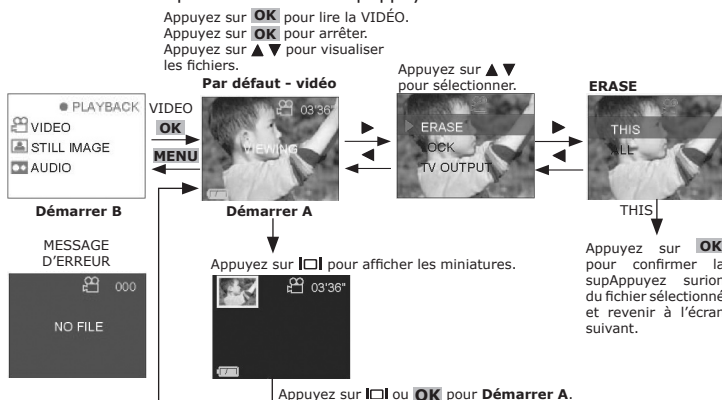 Appuyez sur OK pour lire la VIDÉO.
Appuyez sur OK pour arrêter.
Appuyez sur ▲ ▼ pour visualiser
les fichiers.
Par défaut - vidéo
Appuyez sur ▲ ▼
pour sélectionner.
ERASE
PLAYBACK
VIDEO
STILL IMAGE
AUDIO
VIDEO
OK
MENU
03'36"
VIEWING
ERASE
LOCK
TV OUTPUT
THIS
ALL
Démarrer B
Démarrer A
THIS
MESSAGE
D'ERREUR
000
NO FILE
Appuyez sur pour afficher les miniatures.
03'36"
Appuyez sur OK
pour confirmer la
supAppuyez surion
du fichier sélectionné
et revenir à l'écran
suivant.
Appuyez sur ou OK pour Démarrer A.